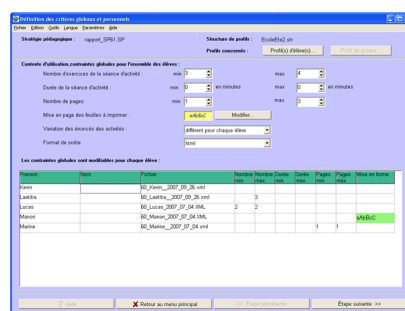 Définition des critères globaux et personnels
Fichier Edition Outils Langue Paramètres Aide
Stratégie pédagogique : rapport_SPB1.SP
Structure de profils : EcoleEte2.str
Profils concernés : Profil(s) d'élève(s)... Profil de groupe...
Contexte d'utilisation,contraintes globales pour l'ensemble des élèves :
Nombre d'exercices de la séance d'activité : min 3 max 4
Durée de la séance d'activité : min 0 en minutes max 0 en minutes
Nombre de pages: min 1 max 3
Mise en page des feuilles à imprimer : aAbBcC Modifier...
Variation des énoncés des activités : différent pour chaque élève
Format de sortie html
Les contraintes globales sont modifiables pour chaque élève :
Prenom Nom Fichier Nombre min. Nombre max. Durée min. Durée max. Pages min. Pages max. Mise en forme
Kevin 60_Kevin__2007_09_26.xml
Laetitia 60_Laetitia__2007_09_26.xml 3
Lucas 60_Lucas_2007_07_04.XML 2 2
Manon 60_Manon_2007_07_04.XML aAbBcC
Marine 60_Marine__2007_07_04.xml 1 1
Aide Retour au menu principal << Etape précédente Étape suivante >>